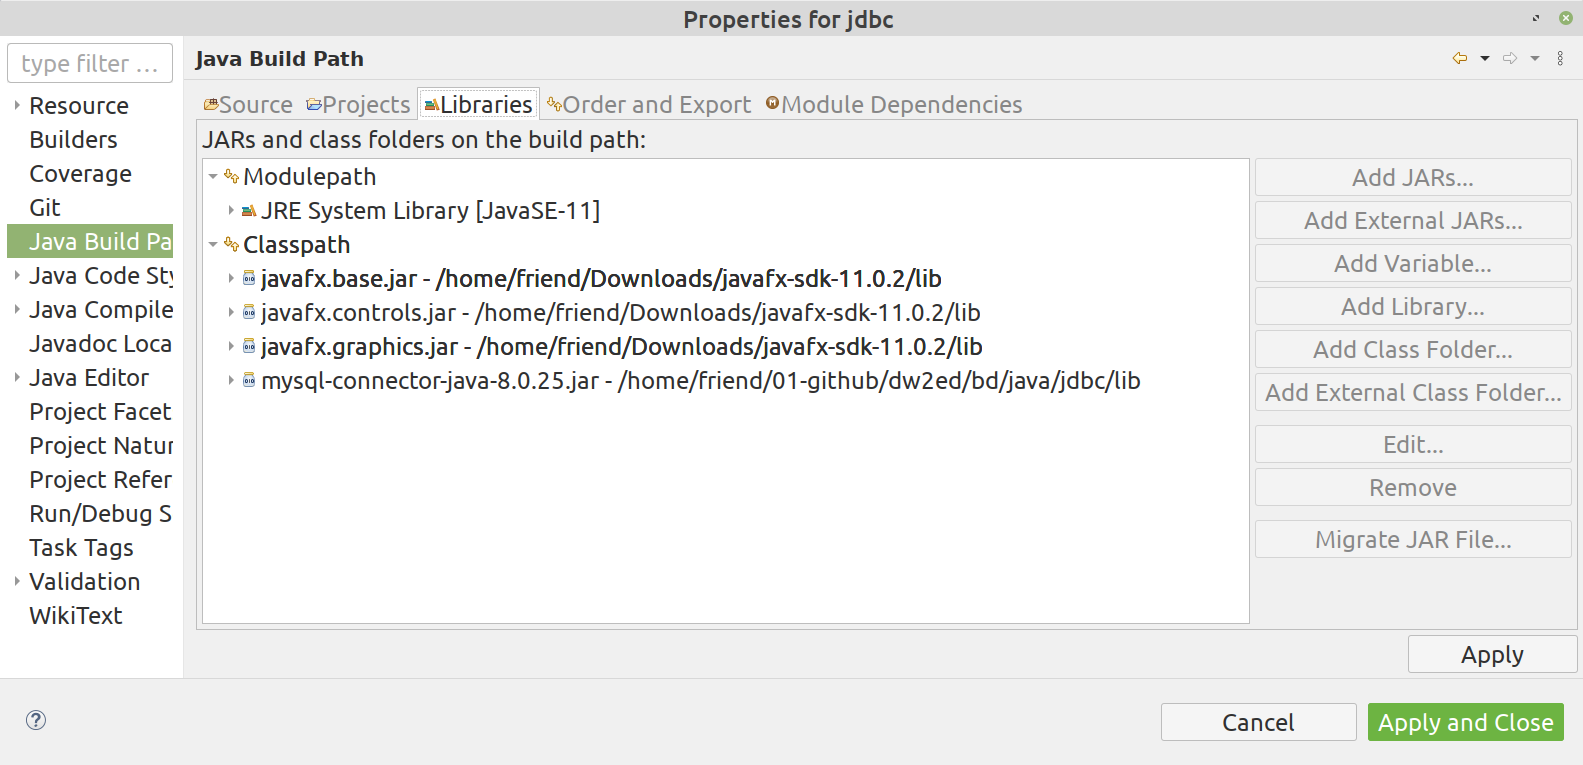 Properties for jdbc
type filter ...
Resource
Builders
Coverage
Git
Java Build Pa
Java Code Sty
Java Compile
Javadoc Loca
Java Editor
Project Facet
Project Natur
Project Refer
Run/Debug S
Task Tags
Validation
WikiText
Java Build Path
Source Projects Libraries Order and Export Module Dependencies
JARs and class folders on the build path:
Modulepath
JRE System Library [JavaSE-11]
Classpath
javafx.base.jar - /home/friend/Downloads/javafx-sdk-11.0.2/lib
javafx.controls.jar - /home/friend/Downloads/javafx-sdk-11.0.2/lib
javafx.graphics.jar - /home/friend/Downloads/javafx-sdk-11.0.2/lib
mysql-connector-java-8.0.25.jar - /home/friend/01-github/dw2ed/bd/java/jdbc/lib
Add JARs...
Add External JARs...
Add Variable...
Add Library...
Add Class Folder...
Add External Class Folder...
Edit...
Remove
Migrate JAR File...
Apply
Cancel
Apply and Close